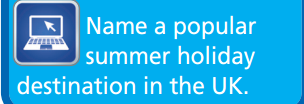 Name a popular
summer holiday
destination in the UK.